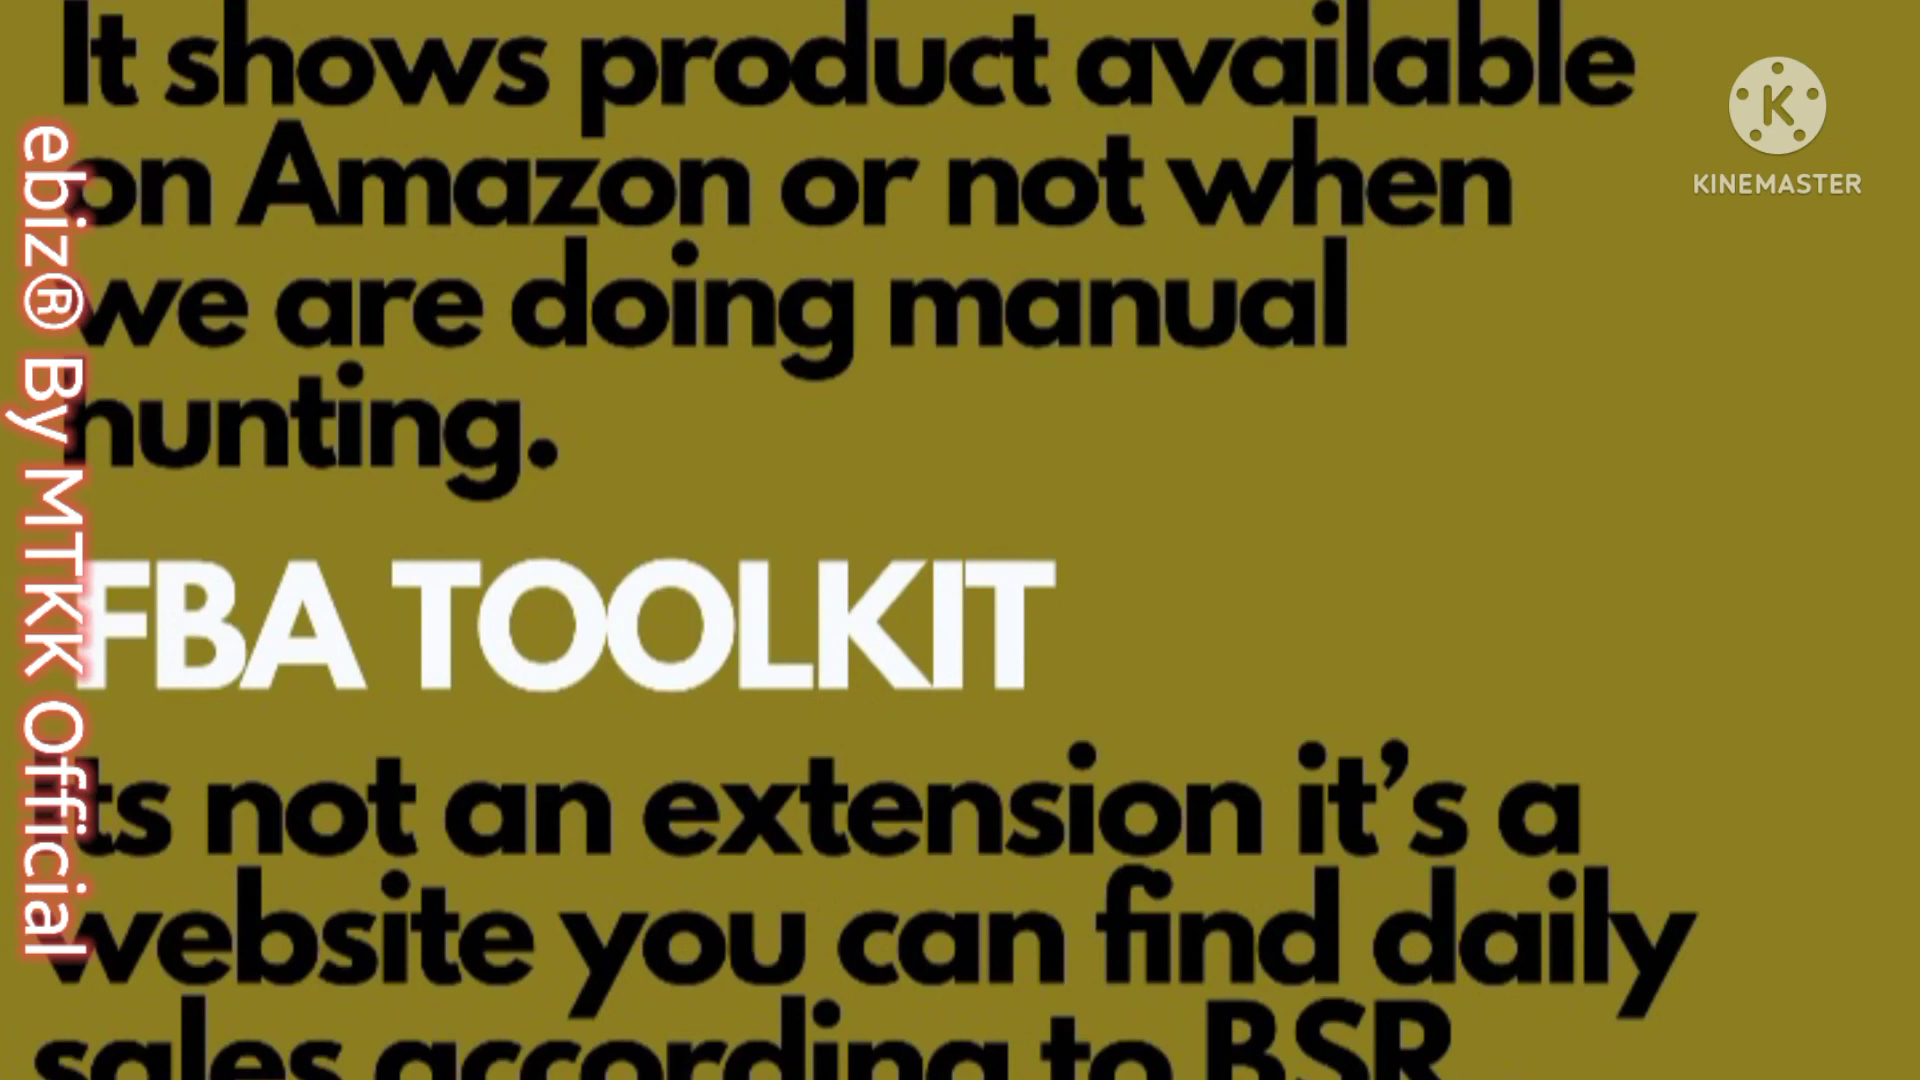 It shows product available
on Amazon or not when
we are doing manual
hunting.
FBA TOOLKIT
Its not an extension it's a
website you can find daily
sales according to BSR
ebiz® By MTKK Official
K
KINEMASTER